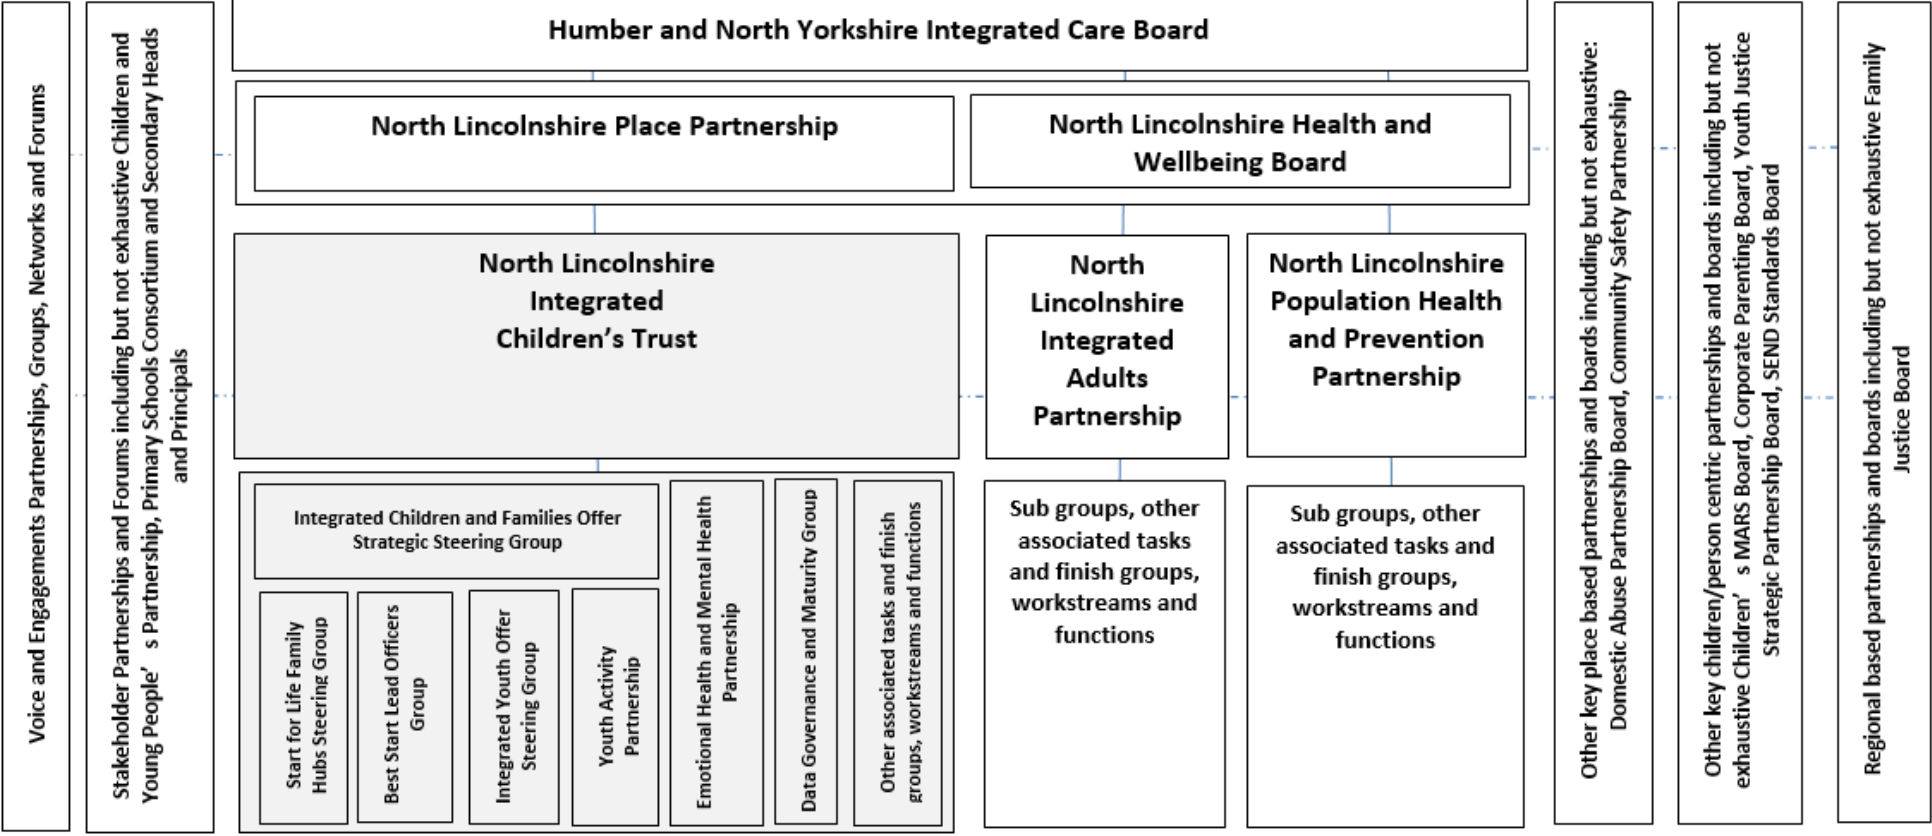 Voice and Engagements Partnerships, Groups, Networks and Forums
Stakeholder Partnerships and Forums including but not exhaustive Children and
Young People’ s Partnership, Primary Schools Consortium and Secondary Heads
and Principals
Humber and North Yorkshire Integrated Care Board
North Lincolnshire Place Partnership
North Lincolnshire Health and
Wellbeing Board
North Lincolnshire
Integrated
Children’s Trust
North
Lincolnshire
Integrated
Adults
Partnership
North Lincolnshire
Population Health
and Prevention
Partnership
Integrated Children and Families Offer
Strategic Steering Group
Start for Life Family
Hubs Steering Group
Best Start Lead Officers
Group
Integrated Youth Offer
Steering Group
Youth Activity
Partnership
Emotional Health and Mental Health
Partnership
Data Governance and Maturity Group
Other associated tasks and finish
groups, workstreams and functions
Sub groups, other
associated tasks
and finish groups,
workstreams and
functions
Sub groups, other
associated tasks and
finish groups,
workstreams and
functions
Other key place based partnerships and boards including but not exhaustive:
Domestic Abuse Partnership Board, Community Safety Partnership
Other key children/person centric partnerships and boards including but not
exhaustive Children’ s MARS Board, Corporate Parenting Board, Youth Justice
Strategic Partnership Board, SEND Standards Board
Regional based partnerships and boards including but not exhaustive Family
Justice Board